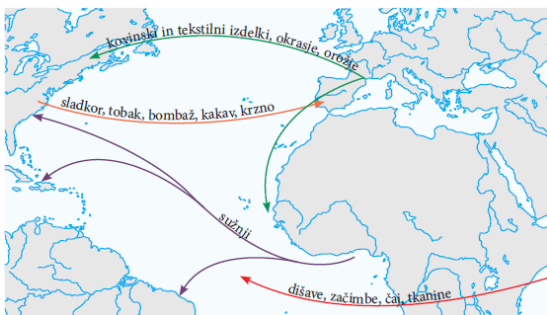 kovinski in tekstilni izdelki, okrasje, orožje
sladkor, tobak, bombaž, kakav, krzno
sužnji
dišave, začimbe, čaj, tkanine